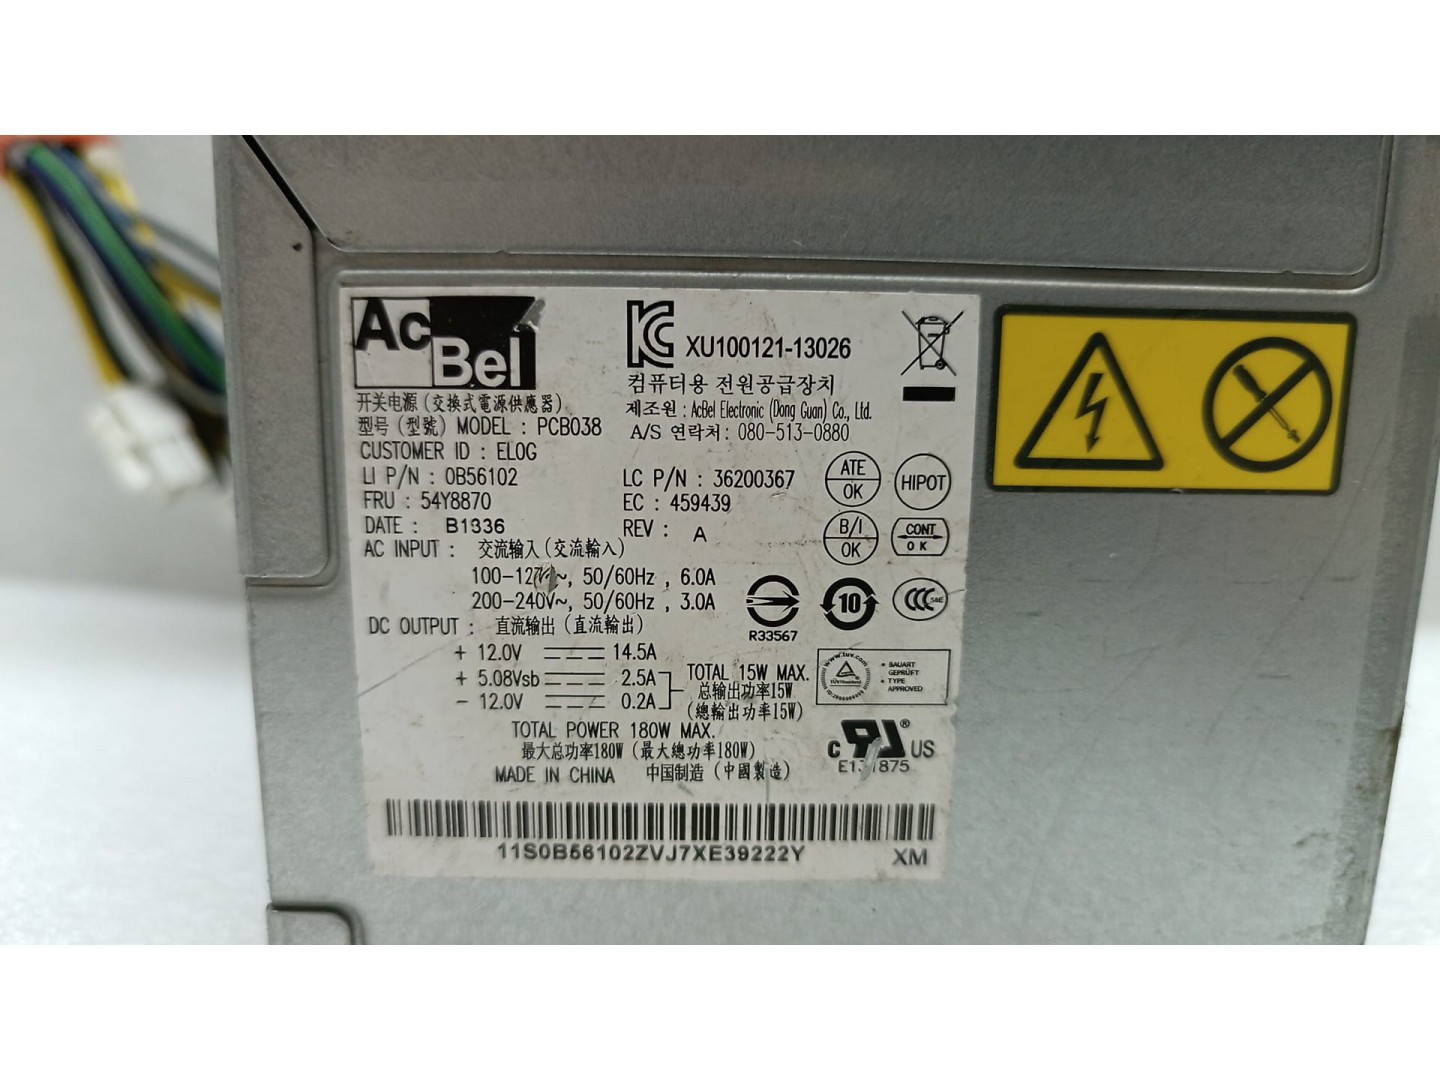 AcBel
XU100121-13026
开关电源 (交換式電源供應器)
컴퓨터용 전원공급장치
型号 (型號) MODEL : PCB038
제조원 : AcBel Electronic (Dong Guan) Co., Ltd.
A/S 연락처: 080-513-0880
CUSTOMER ID : ELOG
LI P/N : 0B56102
LC P/N : 36200367
FRU : 54Y8870
EC : 459439
DATE : B1336
REV : A
ATE
OK
HIPOT
B/I
OK
CONT
OK
AC INPUT : 交流输入 (交流輸入)
100-127V~, 50/60Hz , 6.0A
200-240V~, 50/60Hz , 3.0A
R33567
10
CCC
S&E
DC OUTPUT : 直流输出 (直流輸出)
+ 12.0V 14.5A
+ 5.08Vsb 2.5A
- 12.0V 0.2A
TOTAL 15W MAX.
总输出功率15W
(總輸出功率15W)
www.tuv.com
TÜVRheinland
BAUART
GEPRÜFT
TYPE
APPROVED
TOTAL POWER 180W MAX.
最大总功率180W (最大總功率180W)
MADE IN CHINA 中国制造 (中國製造)
c US ®
11S0B56102ZVJ7XE39222Y
XM